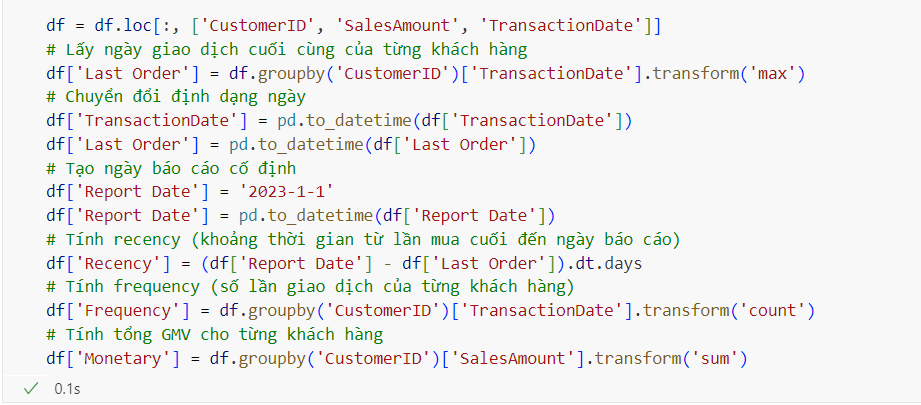 df = df.loc[:, ['CustomerID', 'SalesAmount', 'TransactionDate']]
# Lấy ngày giao dịch cuối cùng của từng khách hàng
df['Last Order'] = df.groupby('CustomerID')['TransactionDate'].transform('max')
# Chuyển đổi định dạng ngày
df['TransactionDate'] = pd.to_datetime(df['TransactionDate'])
df['Last Order'] = pd.to_datetime(df['Last Order'])
# Tạo ngày báo cáo cố định
df['Report Date'] = '2023-1-1'
df['Report Date'] = pd.to_datetime(df['Report Date'])
# Tính recency (khoảng thời gian từ lần mua cuối đến ngày báo cáo)
df['Recency'] = (df['Report Date'] - df['Last Order']).dt.days
# Tính frequency (số lần giao dịch của từng khách hàng)
df['Frequency'] = df.groupby('CustomerID')['TransactionDate'].transform('count')
# Tính tổng GMV cho từng khách hàng
df['Monetary'] = df.groupby('CustomerID')['SalesAmount'].transform('sum')
0.1s